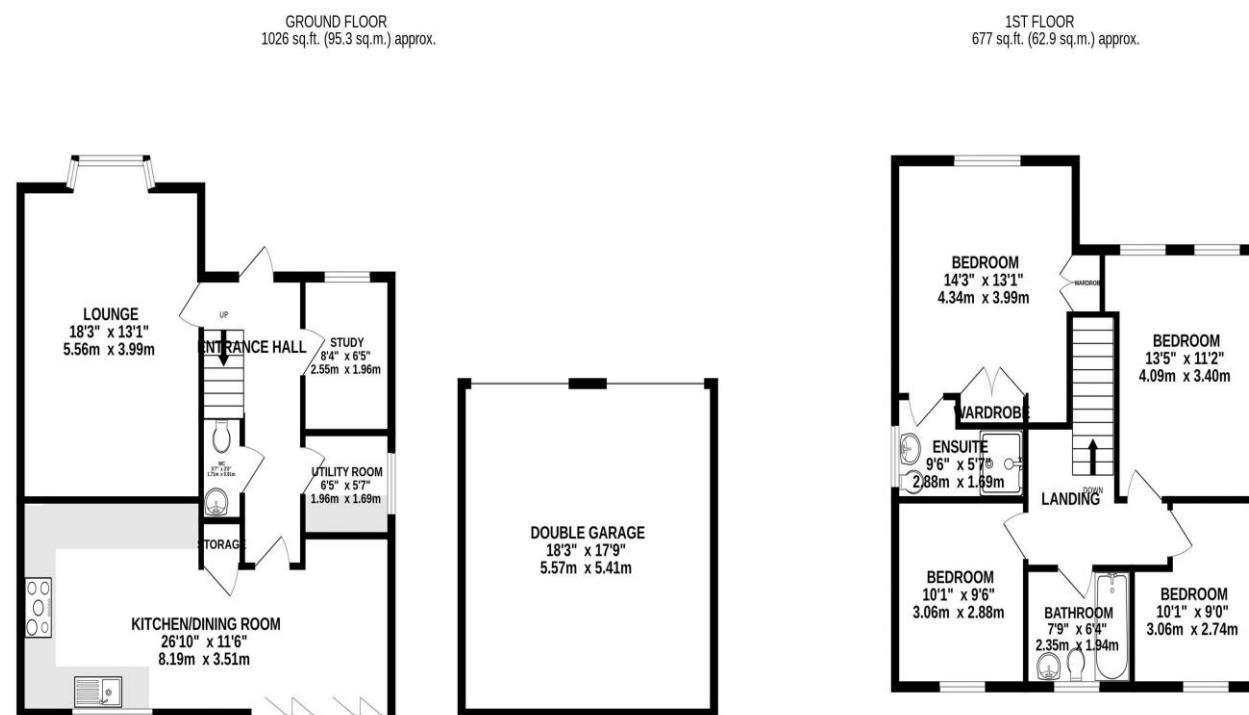 GROUND FLOOR
1026 sq.ft. (95.3 sq.m.) approx.
1ST FLOOR
677 sq.ft. (62.9 sq.m.) approx.
LOUNGE
18'3" x 13'1"
5.56m x 3.99m
UP
ENTRANCE HALL
STUDY
8'4" x 6'5"
2.55m x 1.96m
WC
UTILITY ROOM
6'5" x 5'7"
1.96m x 1.69m
STORAGE
KITCHEN/DINING ROOM
26'10" x 11'6"
8.19m x 3.51m
DOUBLE GARAGE
18'3" x 17'9"
5.57m x 5.41m
BEDROOM
14'3" x 13'1"
4.34m x 3.99m
WARDROBE
BEDROOM
13'5" x 11'2"
4.09m x 3.40m
WARDROBE
ENSUITE
9'6" x 5'7"
2.88m x 1.69m
DOWN
LANDING
BEDROOM
10'1" x 9'6"
3.06m x 2.88m
BATHROOM
7'9" x 6'4"
2.35m x 1.94m
BEDROOM
10'1" x 9'0"
3.06m x 2.74m